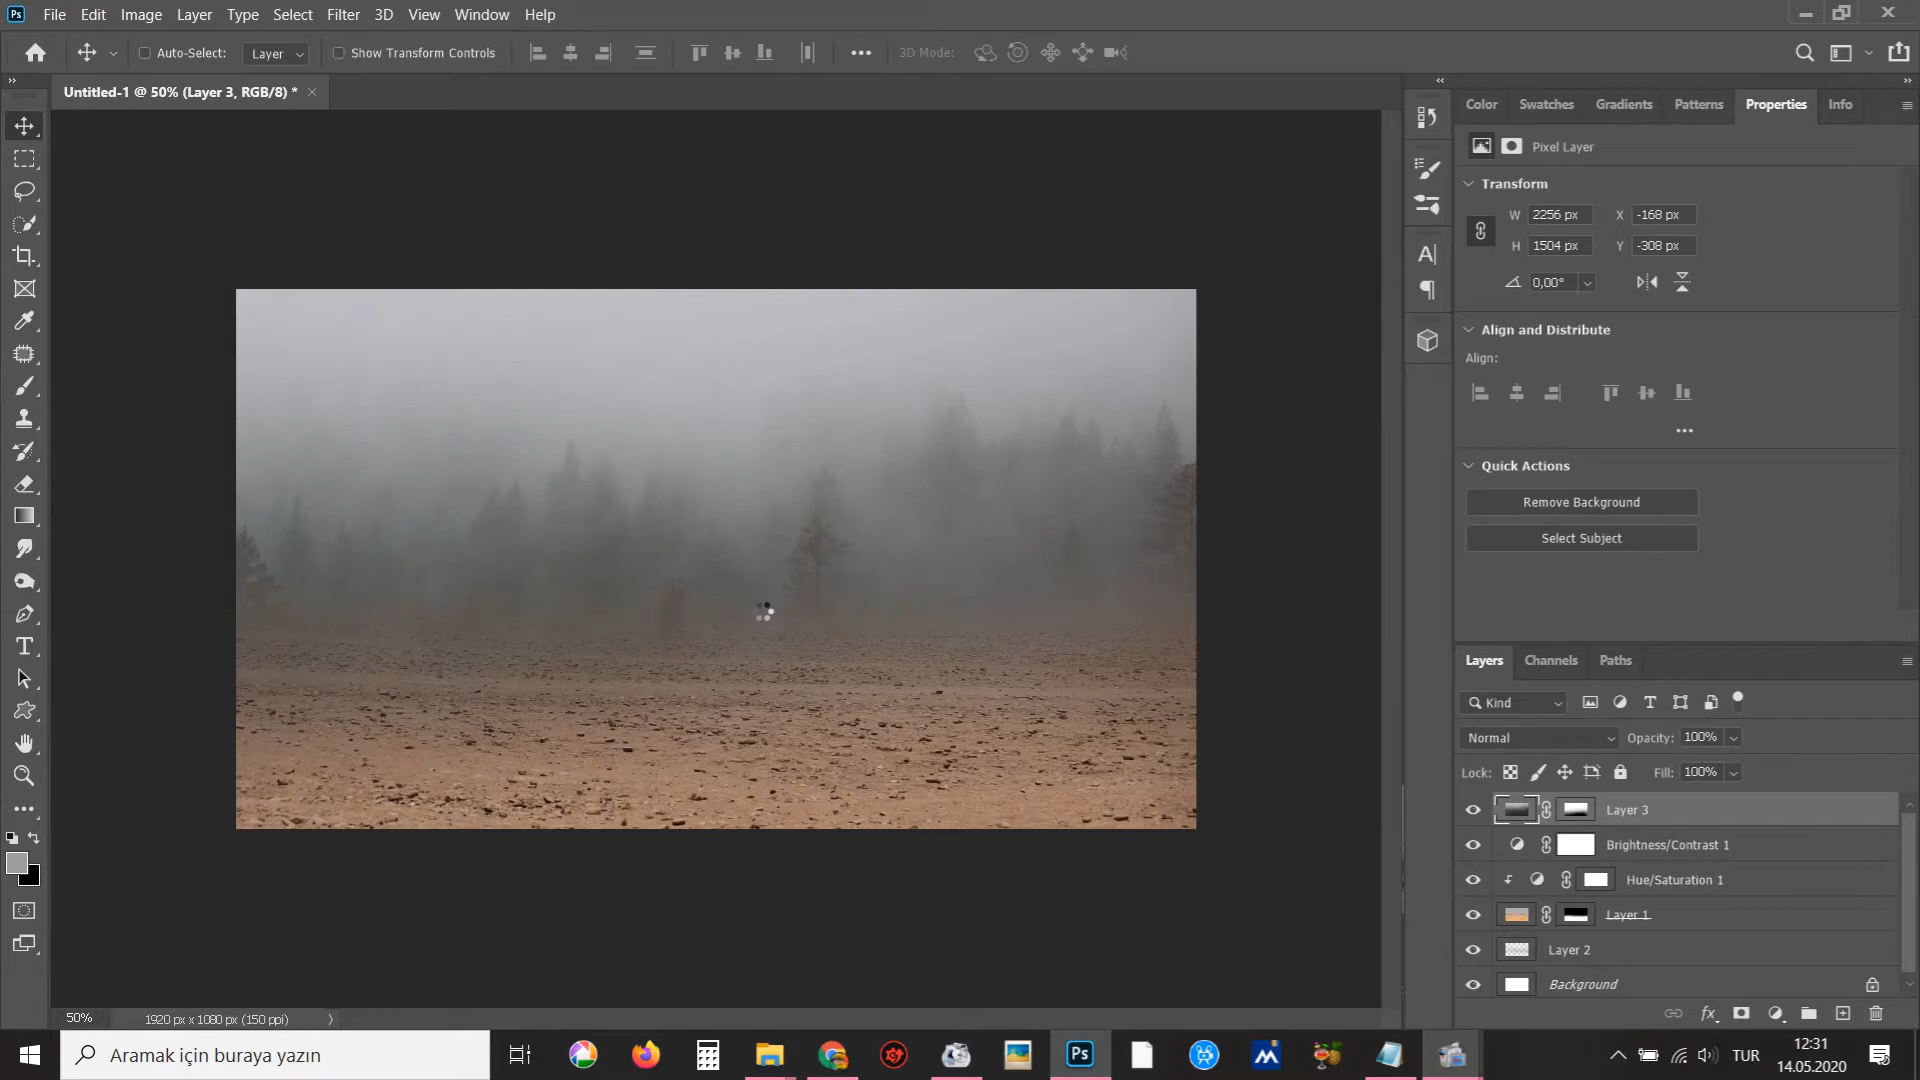 Ps File Edit Image Layer Type Select Filter 3D View Window Help
Auto-Select: Layer Show Transform Controls 3D Mode:
Untitled-1 @ 50% (Layer 3, RGB/8) *
Color Swatches Gradients Patterns Properties Info
Pixel Layer
Transform
W 2256 px X -168 px
H 1504 px Y -308 px
0,00°
Align and Distribute
Align:
Quick Actions
Remove Background
Select Subject
Layers Channels Paths
Kind
Normal Opacity: 100%
Lock: Fill: 100%
Layer 3
Brightness/Contrast 1
Hue/Saturation 1
Layer 1
Layer 2
Background
50% 1920 px x 1080 px (150 ppi)
Aramak için buraya yazın
Ps
TUR
12:31
14.05.2020